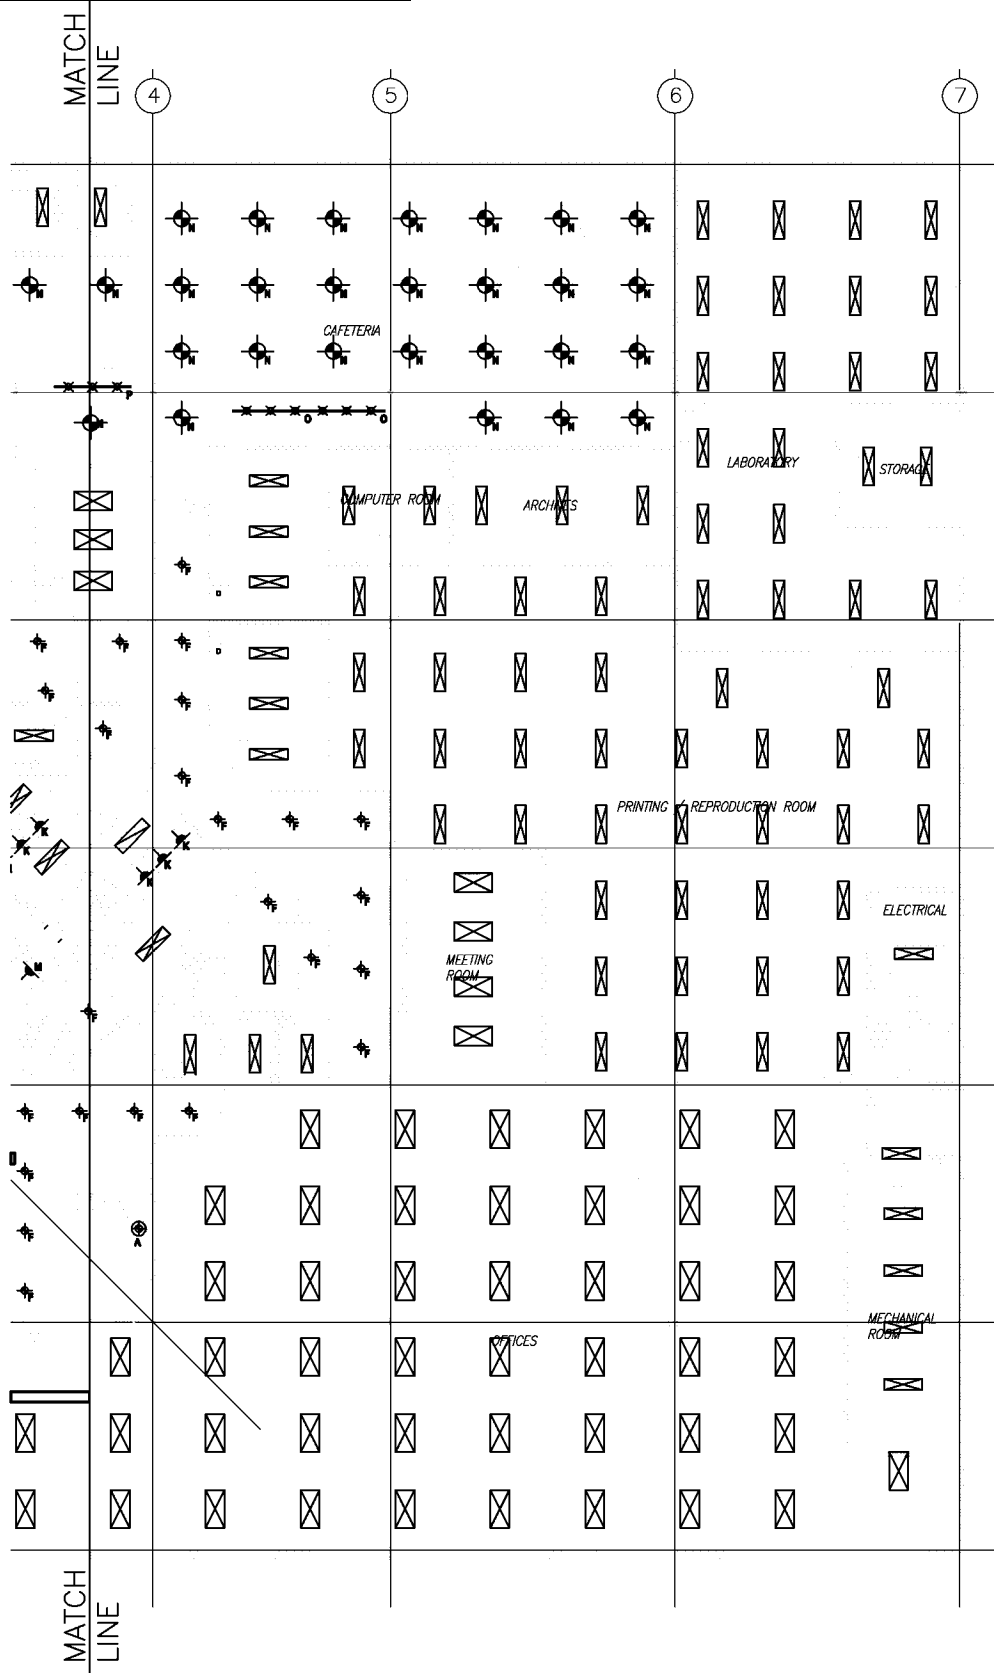 MATCH
LINE
4
5
6
7
N N N N N N N
N N N N N N N N N
CAFETERIA
N N N N N N N
P
N N O O N N N
LABORATORY
STORAGE
COMPUTER ROOM
ARCHIVES
F
D
F F F D
F F
F
F
PRINTING / REPRODUCTION ROOM
F F F
K K
K K K
F F
ELECTRICAL
MEETING
ROOM
F F
M
F
F
F F F F
F
F
A
F
MECHANICAL
ROOM
OFFICES
MATCH
LINE